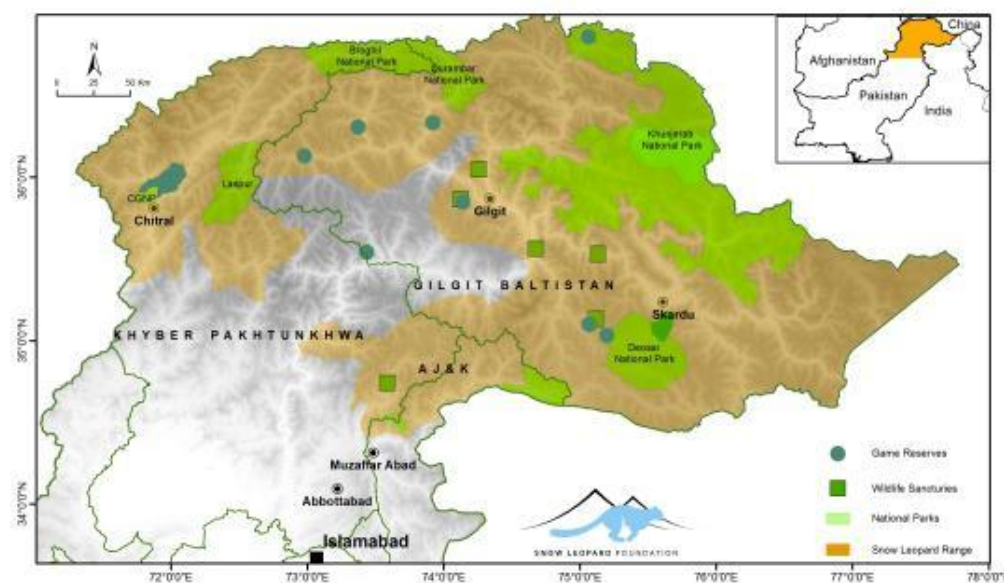 N
0 25 50 Km
Broghil
National Park
Qurambar
National Park
China
Afghanistan
Pakistan
India
Khunjerab
National Park
36°0'0"N
Laspur
CGNP
Chitral
Gilgit
GILGIT BALTISTAN
Skardu
KHYBER PAKHTUNKHWA
35°0'0"N
Deosai
National Park
AJ&K
Muzaffar Abad
Abbottabad
34°0'0"N
Islamabad
SNOW LEOPARD FOUNDATION
Game Reserves
Wildlife Sancturies
National Parks
Snow Leopard Range
72°0'0"E 73°0'0"E 74°0'0"E 75°0'0"E 76°0'0"E 77°0'0"E 78°0'0"E